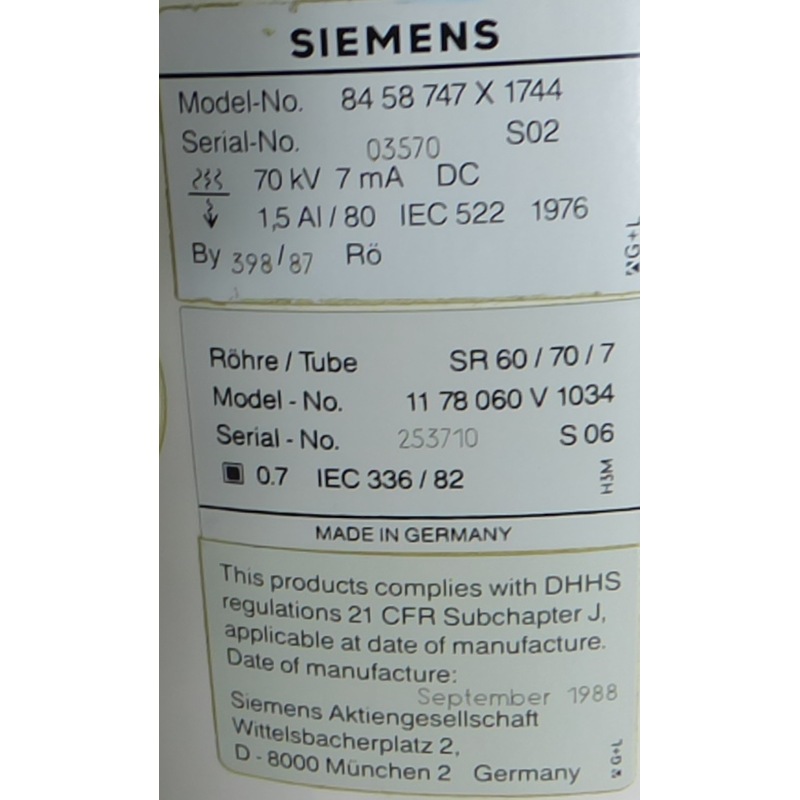 SIEMENS
Model-No. 84 58 747 X 1744
Serial-No. 03570 S02
70 kV 7 mA DC
1,5 Al / 80 IEC 522 1976
By 398/87 Rö
G+L
Röhre / Tube SR 60 / 70 / 7
Model - No. 11 78 060 V 1034
Serial - No. 253710 S 06
0.7 IEC 336 / 82
H3M
MADE IN GERMANY
This products complies with DHHS
regulations 21 CFR Subchapter J,
applicable at date of manufacture.
Date of manufacture:
September 1988
Siemens Aktiengesellschaft
Wittelsbacherplatz 2,
D - 8000 München 2 Germany
G+L